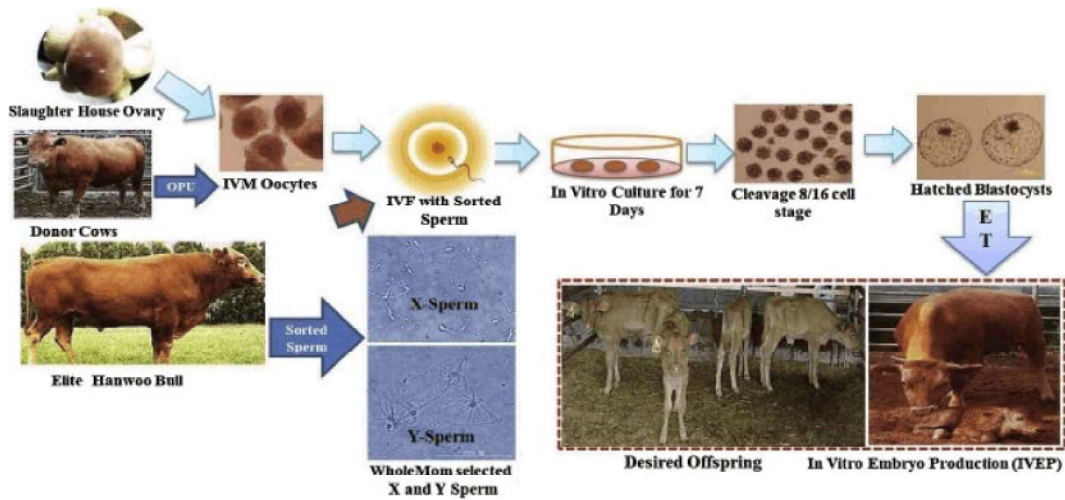 Slaughter House Ovary
OPU
Donor Cows
IVM Oocytes
IVF with Sorted
Sperm
In Vitro Culture for 7
Days
Cleavage 8/16 cell
stage
Hatched Blastocysts
E
T
Sorted
Sperm
Elite Hanwoo Bull
X-Sperm
Y-Sperm
WholeMom selected
X and Y Sperm
Desired Offspring
In Vitro Embryo Production (IVEP)